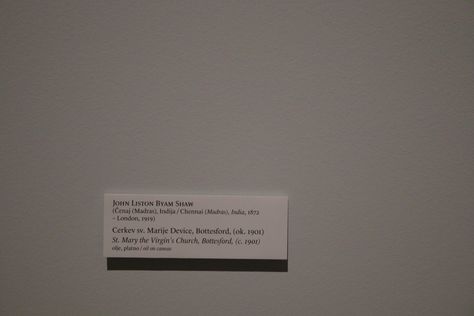 JOHN LISTON BYAM SHAW
(Čenaj (Madras), Indija / Chennai (Madras), India, 1872
– London, 1919)
Cerkev sv. Marije Device, Bottesford, (ok. 1901)
St. Mary the Virgin's Church, Bottesford, (c. 1901)
olje, platno / oil on canvas